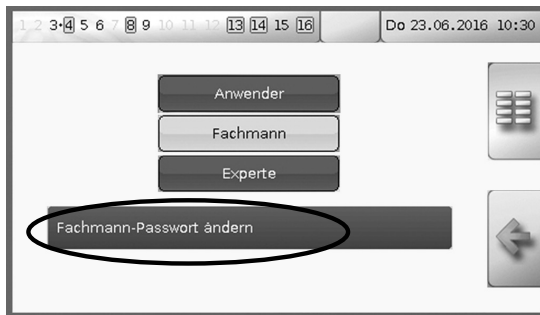 1 2 3·4 5 6 7 8 9 10 11 12 13 14 15 16 Do 23.06.2016 10:30
Anwender
Fachmann
Experte
Fachmann-Passwort ändern